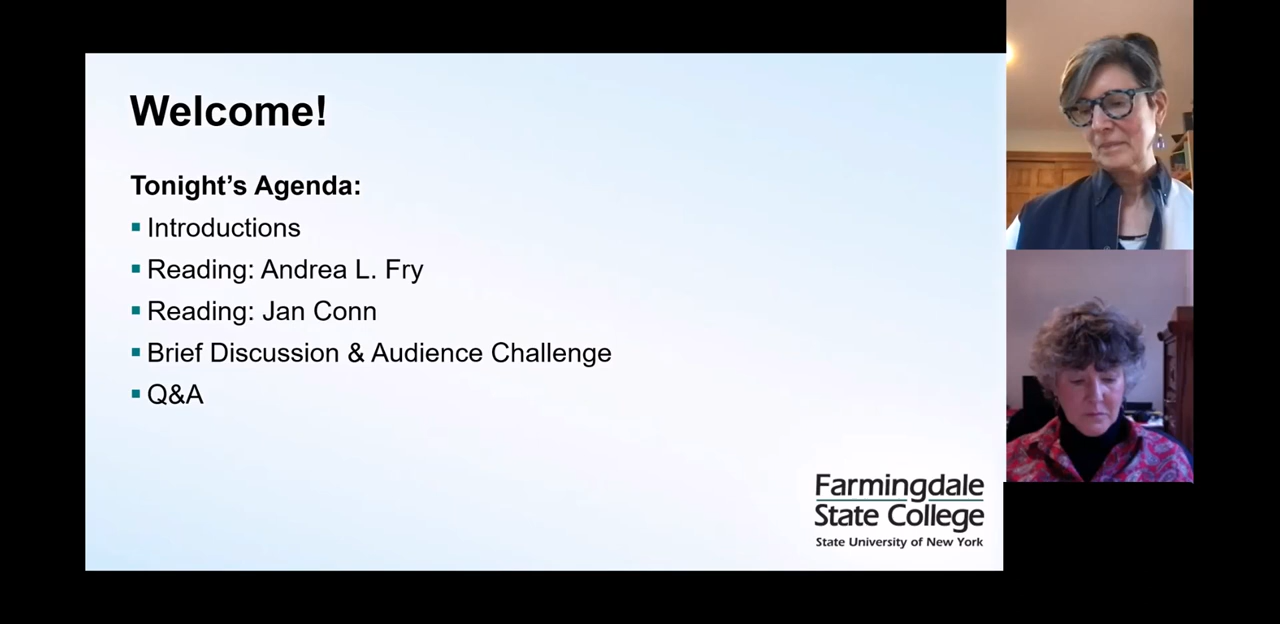 Welcome!
Tonight’s Agenda:
▪ Introductions
▪ Reading: Andrea L. Fry
▪ Reading: Jan Conn
▪ Brief Discussion & Audience Challenge
▪ Q&A
Farmingdale
State College
State University of New York